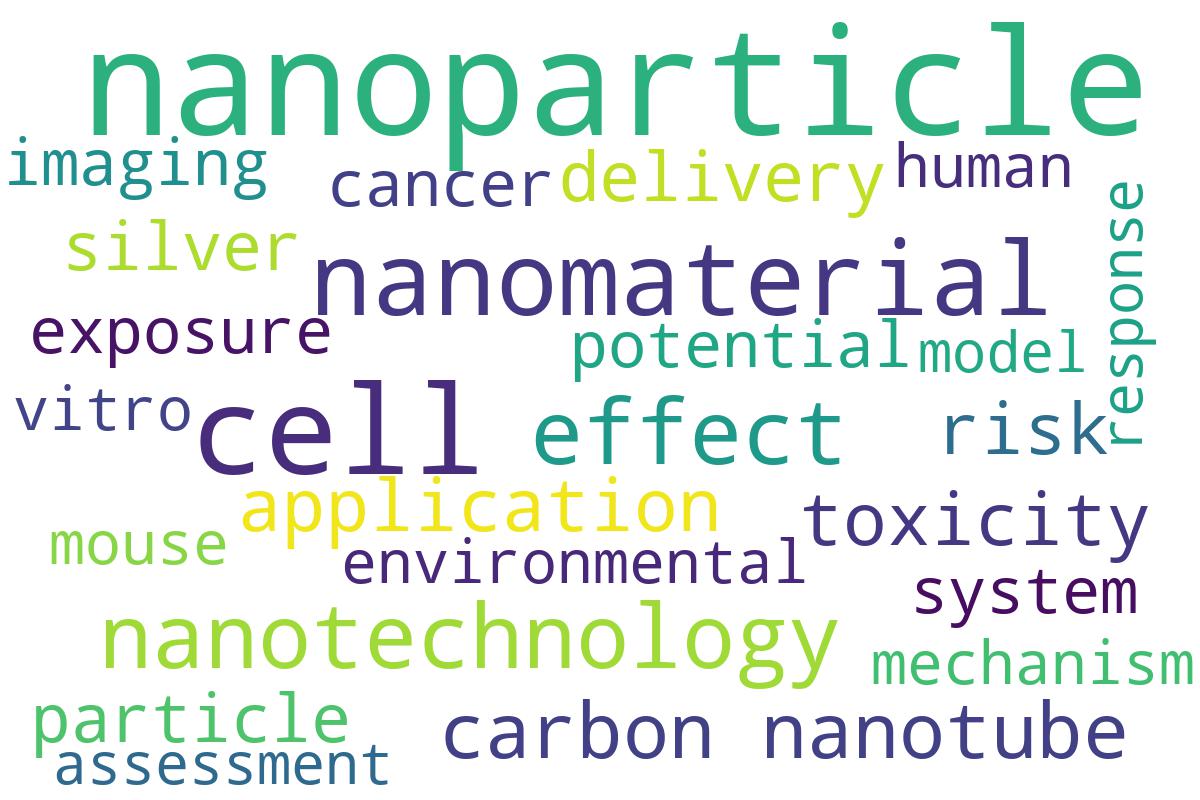 nanoparticle
imaging
cancer
delivery
human
response
silver
nanomaterial
exposure
potential
model
vitro
cell
effect
risk
application
toxicity
mouse
environmental
system
nanotechnology
mechanism
particle
carbon nanotube
assessment